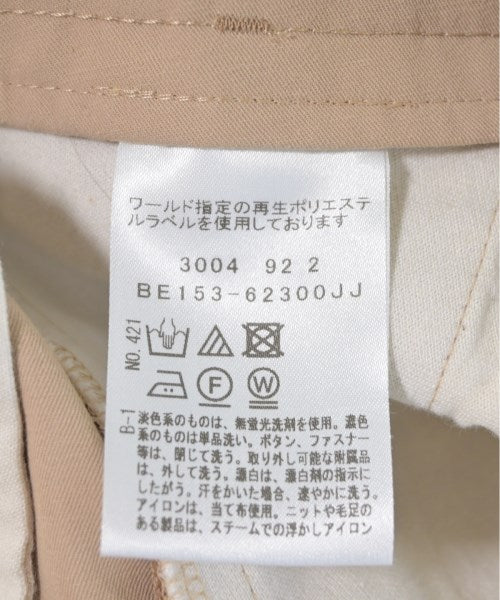 ワールド指定の再生ポリエステ
ルラベルを使用しております
3004 92 2
BE153-62300JJ
NO.421
F
W
B-1
淡色系のものは、無蛍光洗剤を使用。濃色
系のものは単品洗い。ボタン、ファスナー
等は、閉じて洗う。取り外し可能な附属品
は、外して洗う。漂白は、漂白剤の指示に
したがう。汗をかいた場合、速やかに洗う。
アイロンは、当て布使用。ニットや毛足の
ある製品は、スチームでの浮かしアイロン